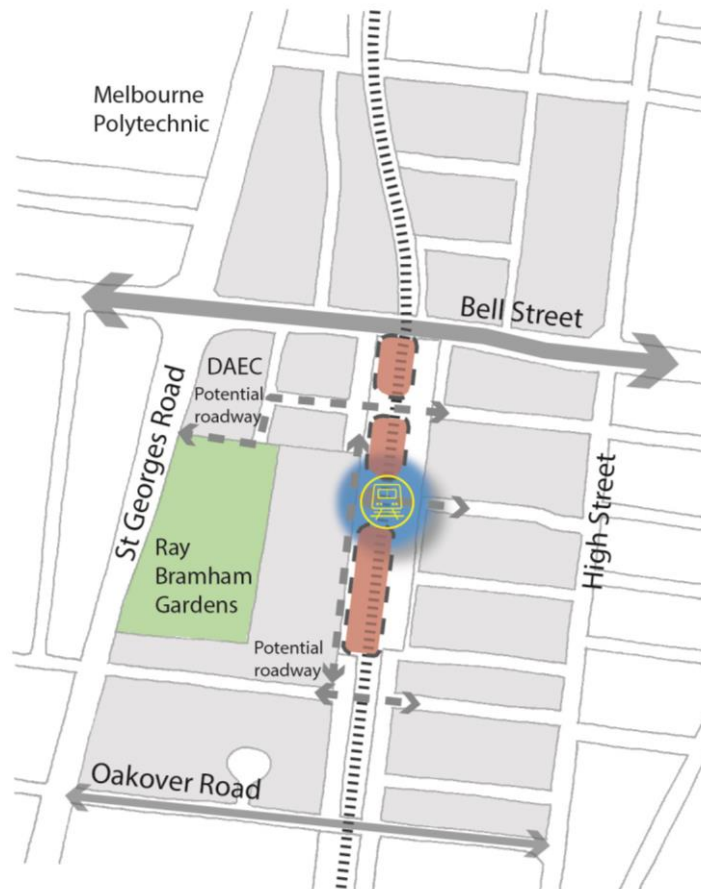 Melbourne
Polytechnic
Bell Street
DAEC
Potential
roadway
St Georges Road
High Street
Ray
Bramham
Gardens
Potential
roadway
Oakover Road